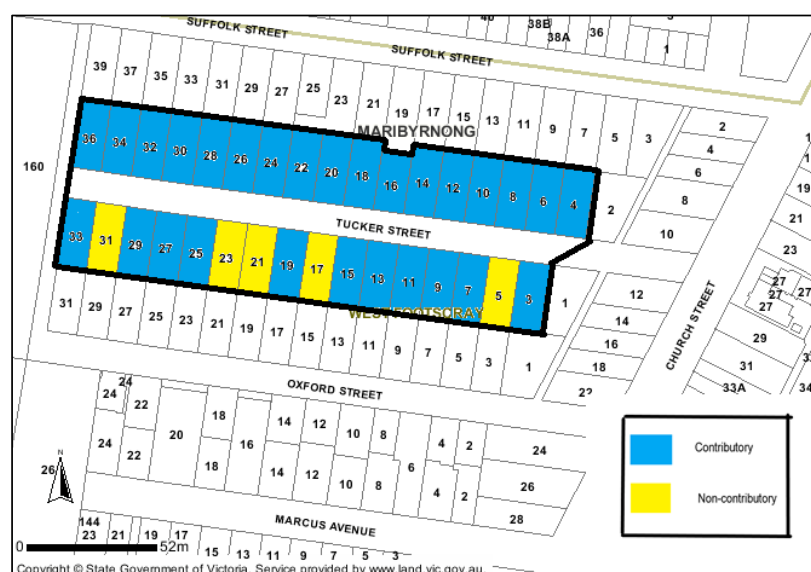 48 38B 36 3
38A 1
SUFFOLK STREET
SUFFOLK STREET
39 37 35 33 31 29 27 25 23 21 19 17 15 13 11 9 7 5 3
MARIBYRNONG
2
4
6
8
10
19
21
23
27
27
27
29
31
33A
34
160
36 34 32 30 28 26 24 22 20 18 16 14 12 10 8 6 4 2
TUCKER STREET
33 31 29 27 25 23 21 19 17 15 13 11 9 7 5 3 1
WEST FOOTSCRAY
12
14
16
18
22
CHURCH STREET
31 29 27 25 23 21 19 17 15 13 11 9 7 5 3 1
OXFORD STREET
24 24 22 20 18 16 14 12 10 8 6 4 2 24
24 22 18 14 12 10 8 4 2 26
28
Contributory
Non-contributory
N
26
MARCUS AVENUE
144
23 21 19 17 15 13 11 9 7 5 3
0 52m
Copyright © State Government of Victoria. Service provided by www.land.vic.gov.au.